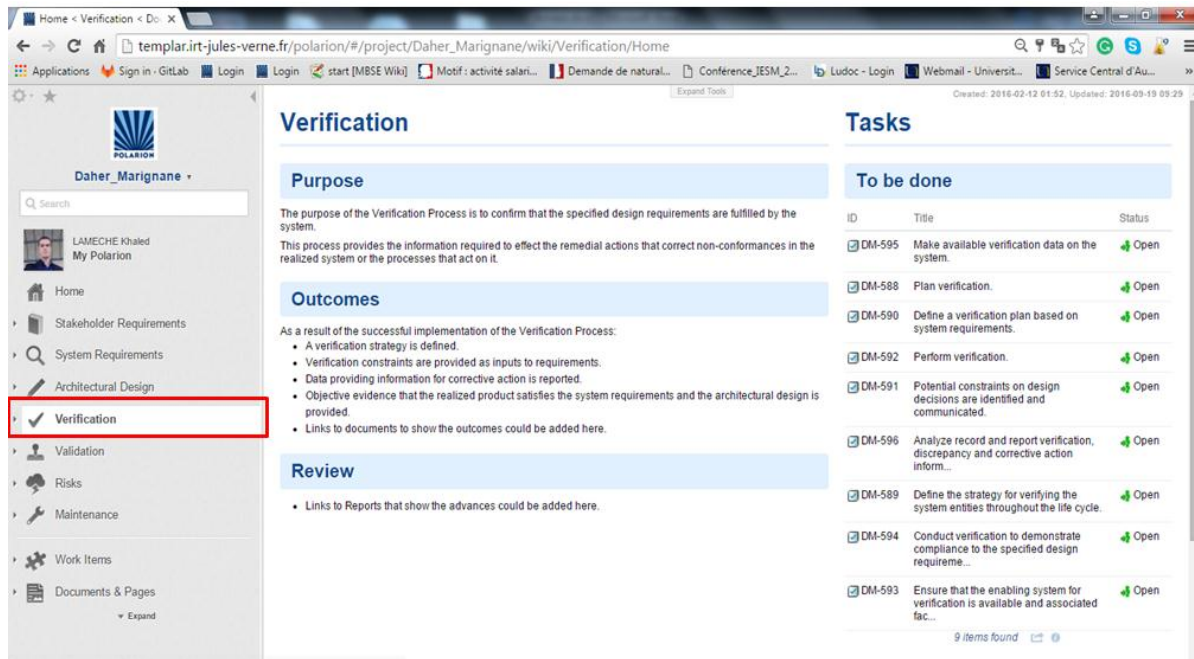 Home < Verification < Do
templar.irt-jules-verne.fr/polarion/#/project/Daher_Marignane/wiki/Verification/Home
Applications Sign in · GitLab Login Login start [MBSE Wiki] Motif : activité salari... Demande de natural... Conférence_IESM_2... Ludoc - Login Webmail - Universit... Service Central d'Au... »
Expand Tools
Created: 2016-02-12 01:52, Updated: 2016-09-19 09:29
POLARION
Daher_Marignane
Search
LAMECHE Khaled
My Polarion
Home
Stakeholder Requirements
System Requirements
Architectural Design
Verification
Validation
Risks
Maintenance
Work Items
Documents & Pages
Expand
Verification
Purpose
The purpose of the Verification Process is to confirm that the specified design requirements are fulfilled by the
system.
This process provides the information required to effect the remedial actions that correct non-conformances in the
realized system or the processes that act on it.
Outcomes
As a result of the successful implementation of the Verification Process:
• A verification strategy is defined.
• Verification constraints are provided as inputs to requirements.
• Data providing information for corrective action is reported.
• Objective evidence that the realized product satisfies the system requirements and the architectural design is
provided.
• Links to documents to show the outcomes could be added here.
Review
• Links to Reports that show the advances could be added here.
Tasks
To be done
ID Title Status
DM-595 Make available verification data on the Open
system.
DM-588 Plan verification. Open
DM-590 Define a verification plan based on Open
system requirements.
DM-592 Perform verification. Open
DM-591 Potential constraints on design Open
decisions are identified and
communicated.
DM-596 Analyze record and report verification, Open
discrepancy and corrective action
inform...
DM-589 Define the strategy for verifying the Open
system entities throughout the life cycle.
DM-594 Conduct verification to demonstrate Open
compliance to the specified design
requireme...
DM-593 Ensure that the enabling system for Open
verification is available and associated
fac...
9 items found